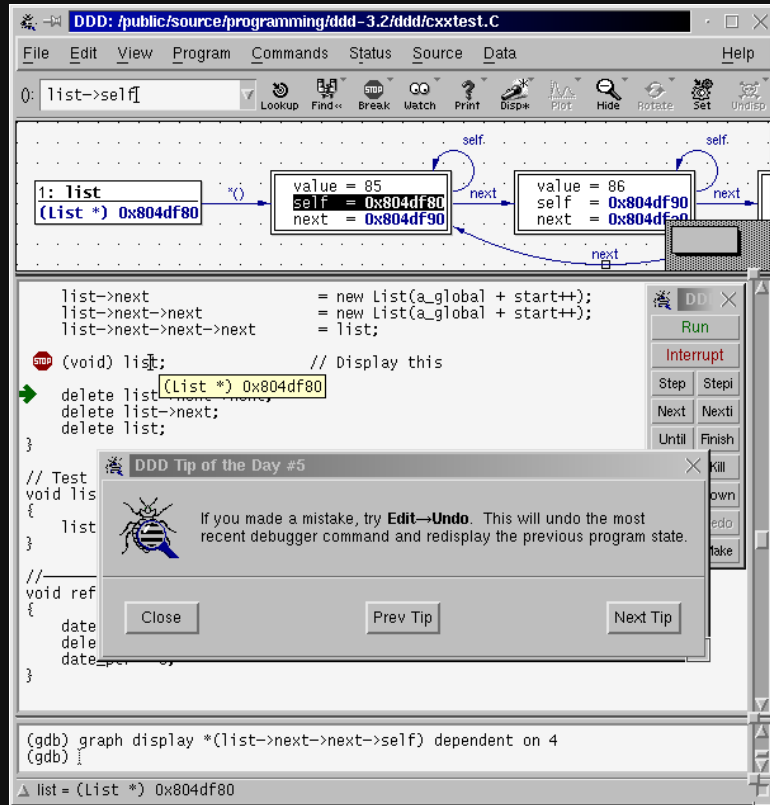 DDD: /public/source/programming/ddd-3.2/ddd/cxxtest.C
File Edit View Program Commands Status Source Data Help
(): list->self
Lookup Find« Break Watch Print Disp* Plot Hide Rotate Set Undisp
self self
1: list
(List *) 0x804df80
*()
value = 85
self = 0x804df80
next = 0x804df90
next
value = 86
self = 0x804df90
next =
next
next
list->next = new List(a_global + start++);
list->next->next = new List(a_global + start++);
list->next->next->next = list;
STOP (void) list; // Display this
(List *) 0x804df80
delete
delete list->next;
delete list;
}
// Test
void
{
list
}
//
void
{
}
DDD
Run
Interrupt
Step Stepi
Next Nexti
Until Finish
Kill
DDD Tip of the Day #5
If you made a mistake, try Edit→Undo. This will undo the most
recent debugger command and redisplay the previous program state.
Close Prev Tip Next Tip
(gdb) graph display *(list->next->next->self) dependent on 4
(gdb)
list = (List *) 0x804df80